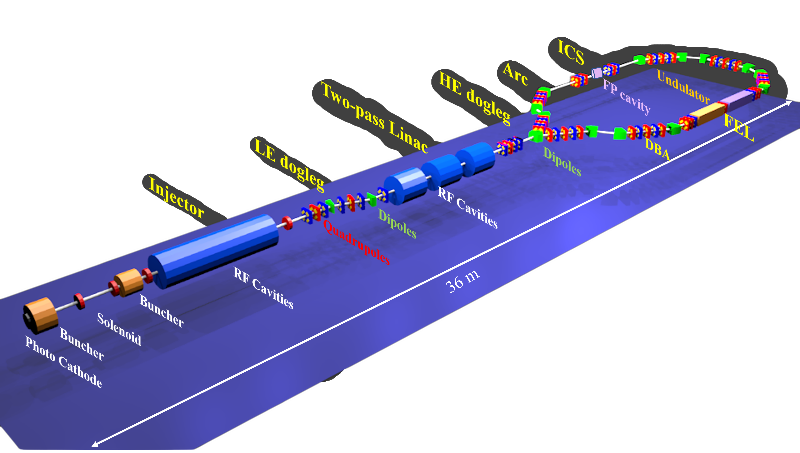 ICS
Arc
HE dogleg
Two-pass Linac
LE dogleg
Injector
Undulator
FP cavity
FEL
DBA
Dipoles
RF Cavities
Dipoles
Quadrupoles
RF Cavities
36 m
Buncher
Solenoid
Buncher
Photo Cathode